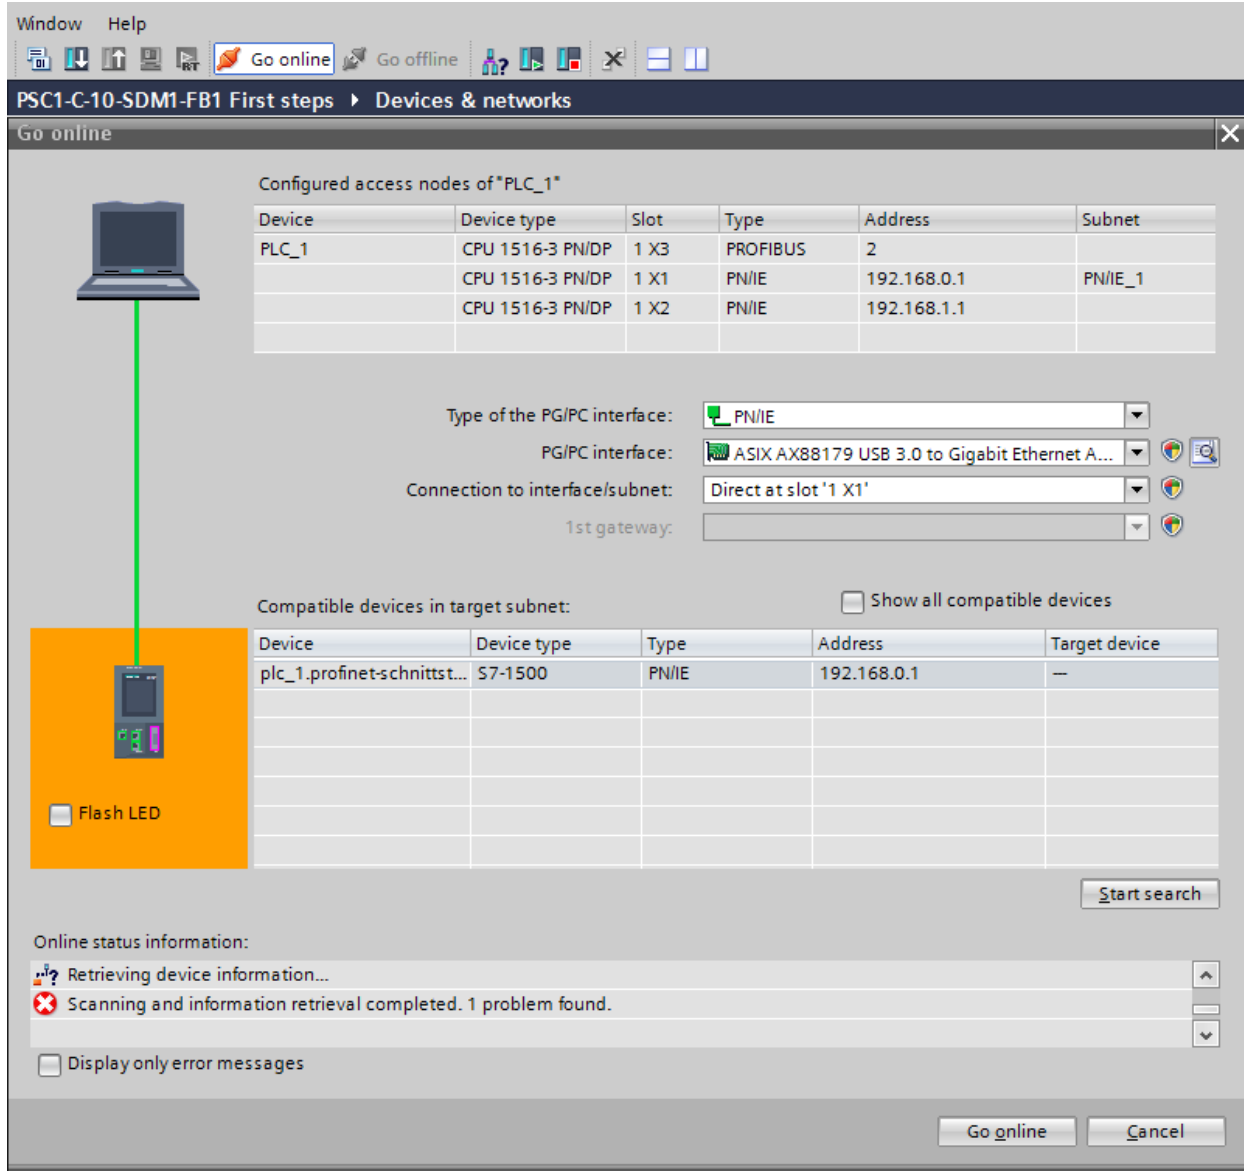 Window Help
RT Go online Go offline
PSC1-C-10-SDM1-FB1 First steps Devices & networks
Go online
Configured access nodes of "PLC_1"
Device Device type Slot Type Address Subnet
PLC_1 CPU 1516-3 PN/DP 1 X3 PROFIBUS 2
CPU 1516-3 PN/DP 1 X1 PN/IE 192.168.0.1 PN/IE_1
CPU 1516-3 PN/DP 1 X2 PN/IE 192.168.1.1
Type of the PG/PC interface: PN/IE
PG/PC interface: ASIX AX88179 USB 3.0 to Gigabit Ethernet A...
Connection to interface/subnet: Direct at slot '1 X1'
1st gateway:
Compatible devices in target subnet: Show all compatible devices
Device Device type Type Address Target device
plc_1.profinet-schnittst... S7-1500 PN/IE 192.168.0.1 —
Flash LED
Start search
Online status information:
Retrieving device information...
Scanning and information retrieval completed. 1 problem found.
Display only error messages
Go online Cancel